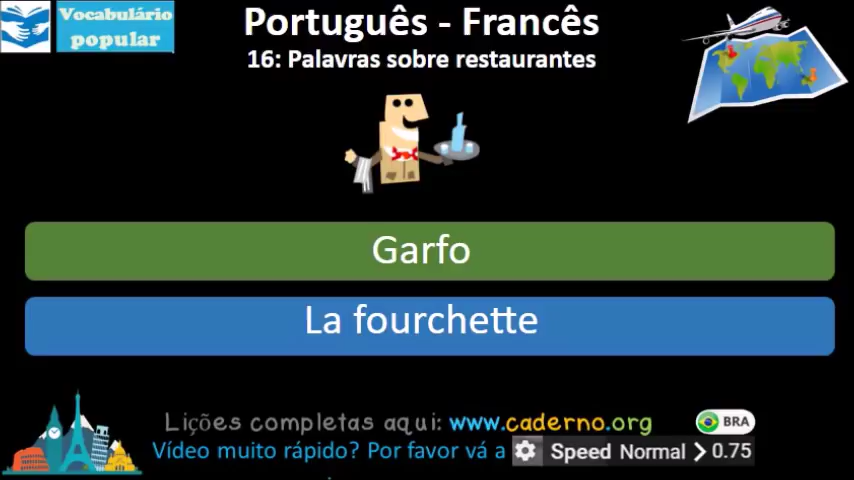 Vocabulário
popular
Português - Francês
16: Palavras sobre restaurantes
Garfo
La fourchette
Lições completas aqui: www.caderno.org
BRA
Vídeo muito rápido? Por favor vá a Speed Normal > 0.75